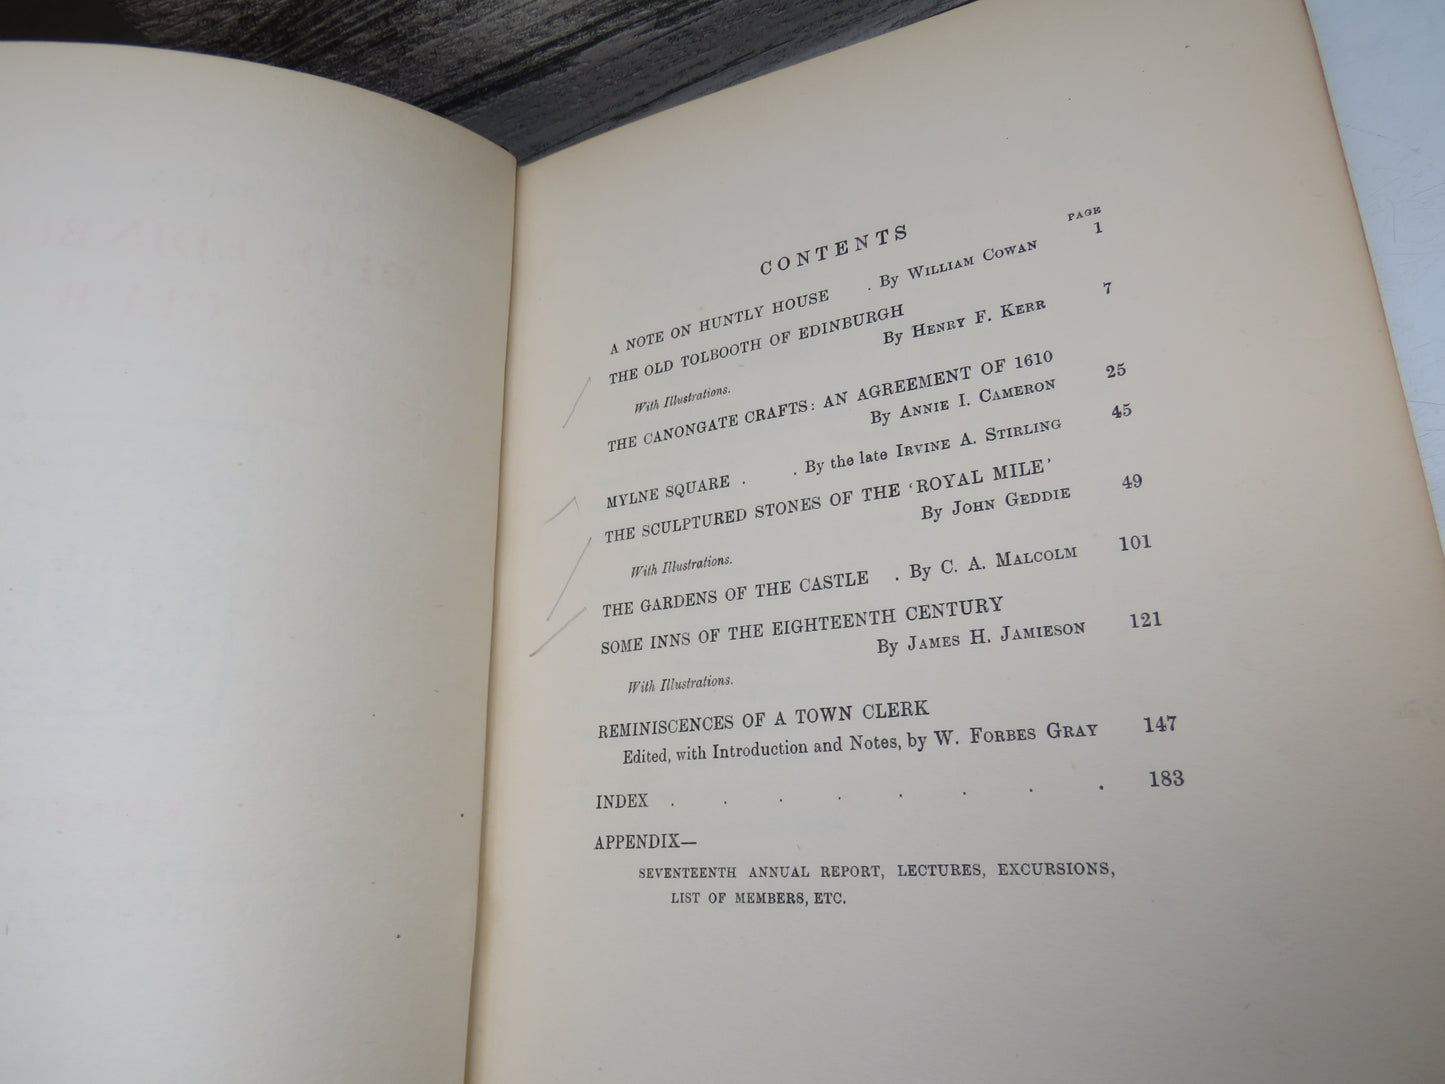 CONTENTS
PAGE
A NOTE ON HUNTLY HOUSE . By WILLIAM COWAN 1
THE OLD TOLBOOTH OF EDINBURGH
By HENRY F. KERR 7
With Illustrations.
THE CANONGATE CRAFTS: AN AGREEMENT OF 1610
By ANNIE I. CAMERON 25
MYLNE SQUARE . . By the late IRVINE A. STIRLING 45
THE SCULPTURED STONES OF THE ‘ROYAL MILE’
By JOHN GEDDIE 49
With Illustrations.
THE GARDENS OF THE CASTLE . By C. A. MALCOLM 101
SOME INNS OF THE EIGHTEENTH CENTURY
By JAMES H. JAMIESON 121
With Illustrations.
REMINISCENCES OF A TOWN CLERK
Edited, with Introduction and Notes, by W. FORBES GRAY 147
INDEX . . . . . . . . 183
APPENDIX—
SEVENTEENTH ANNUAL REPORT, LECTURES, EXCURSIONS,
LIST OF MEMBERS, ETC.